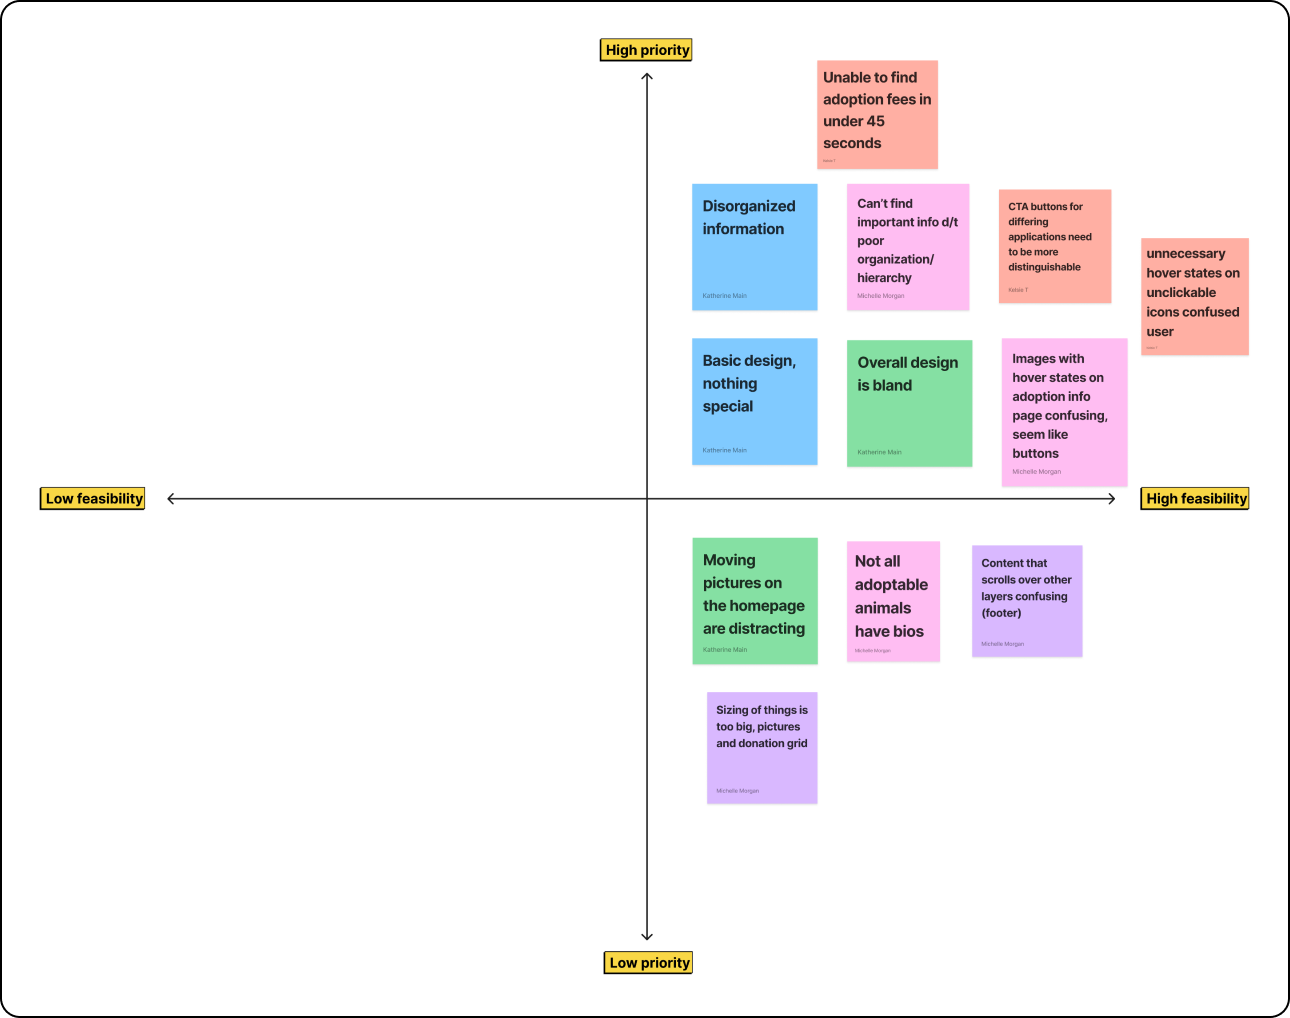 High priority
Unable to find
adoption fees in
under 45
seconds
Kelsie T
Disorganized
information
Katherine Main
Can't find
important info d/t
poor
organization/
hierarchy
Michelle Morgan
CTA buttons for
differing
applications need
to be more
distinguishable
Kelsie T
unnecessary
hover states on
unclickable
icons confused
user
Basic design,
nothing
special
Katherine Main
Overall design
is bland
Katherine Main
Images with
hover states on
adoption info
page confusing,
seem like
buttons
Michelle Morgan
Low feasibility
High feasibility
Moving
pictures on
the homepage
are distracting
Katherine Main
Not all
adoptable
animals
have bios
Michelle Morgan
Content that
scrolls over other
layers confusing
(footer)
Michelle Morgan
Sizing of things is
too big, pictures
and donation grid
Michelle Morgan
Low priority